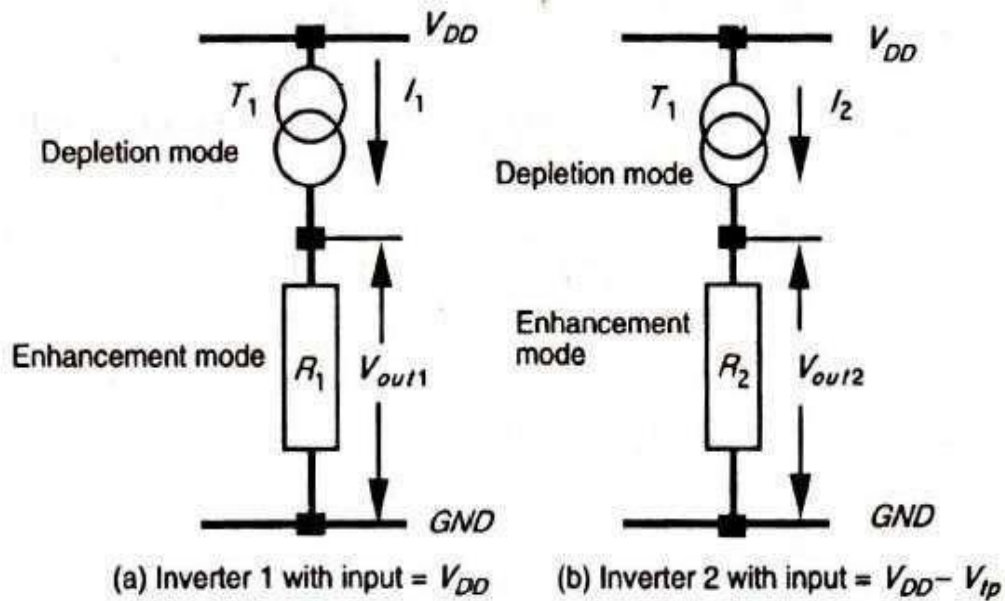 V_DD
T_1
I_1
Depletion mode
Enhancement mode
R_1
V_out1
GND
(a) Inverter 1 with input = V_DD
V_DD
T_1
I_2
Depletion mode
Enhancement
mode
R_2
V_out2
GND
(b) Inverter 2 with input = V_DD – V_tp